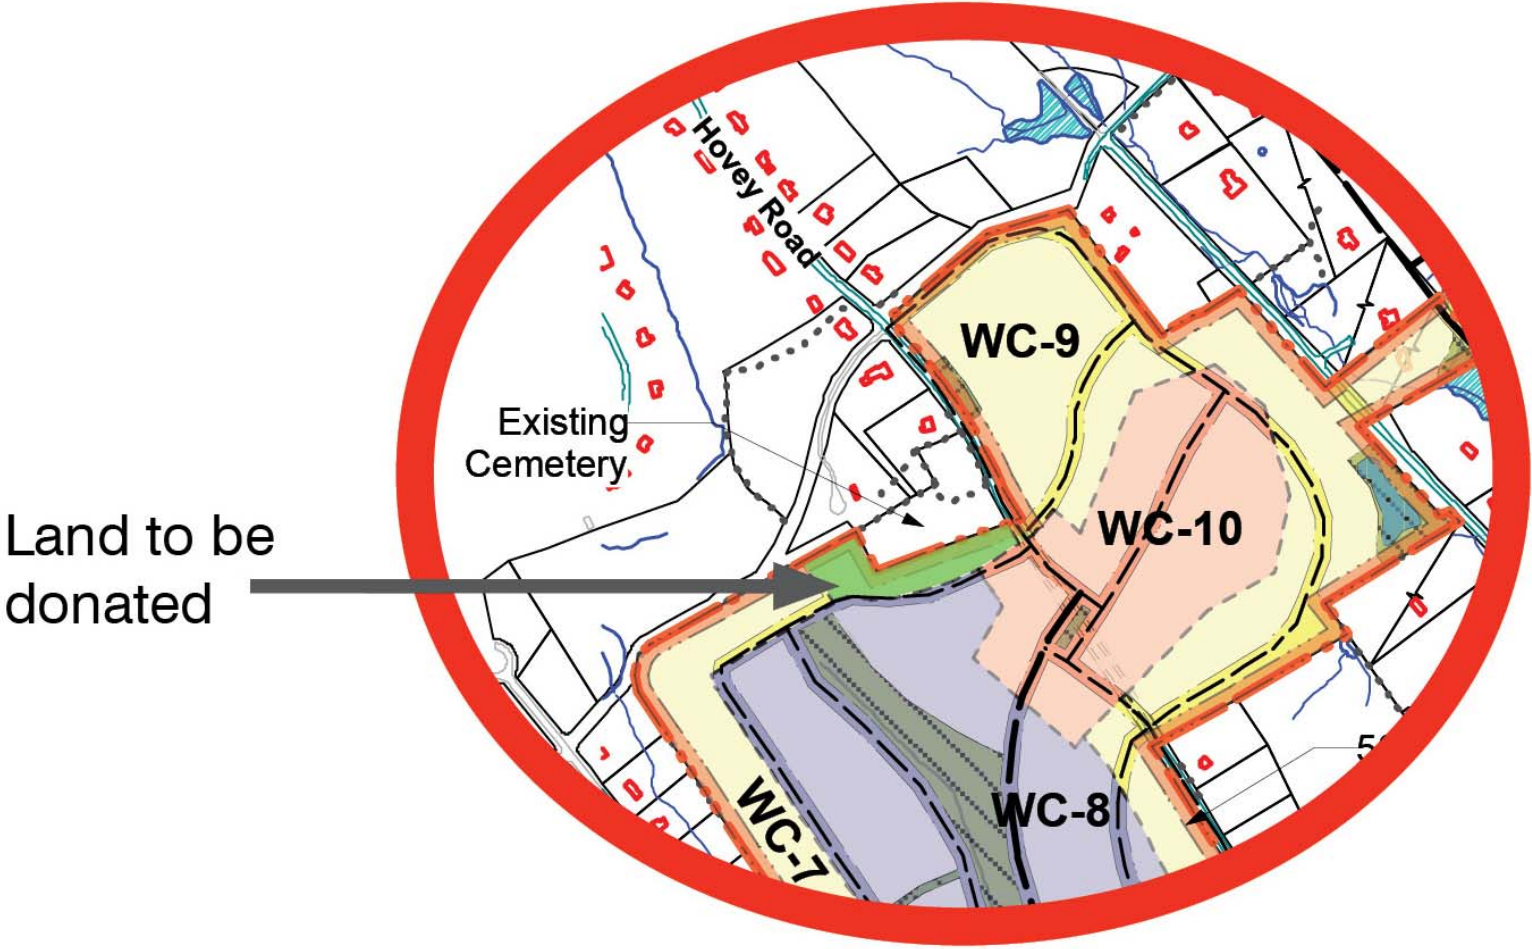 Hovey Road
WC-9
Existing
Cemetery
Land to be
donated
WC-10
WC-7
WC-8